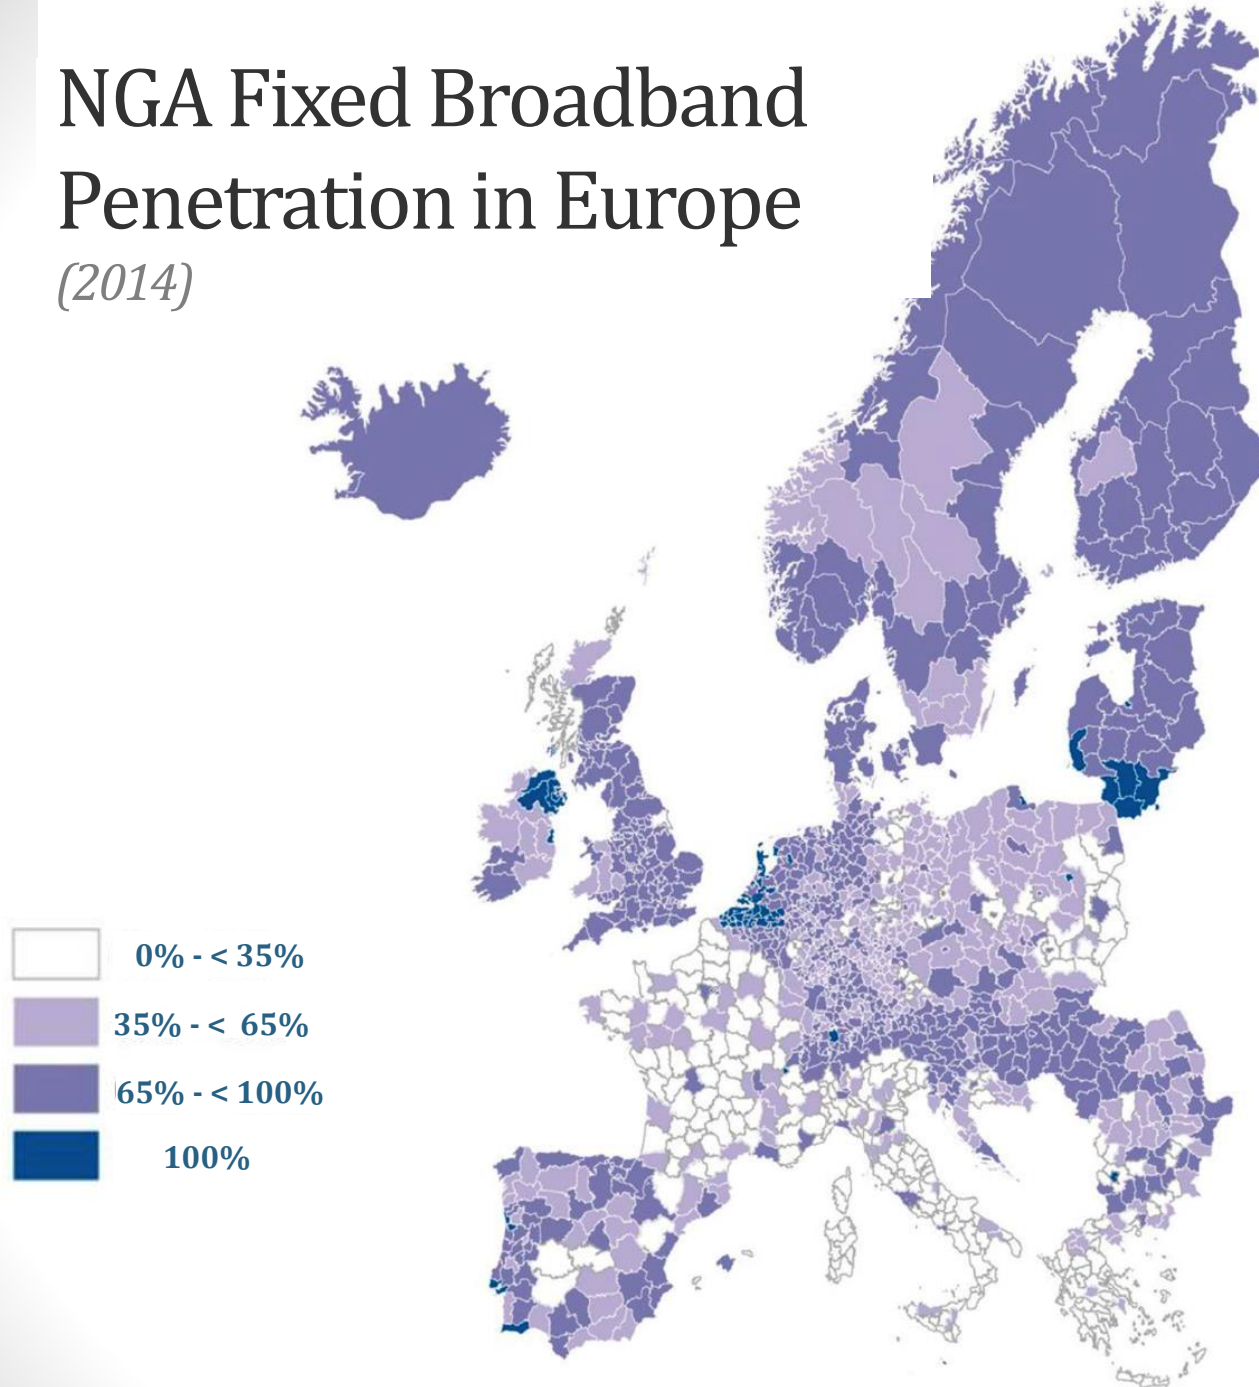 NGA Fixed Broadband
Penetration in Europe
(2014)
0% - < 35%
35% - < 65%
65% - < 100%
100%